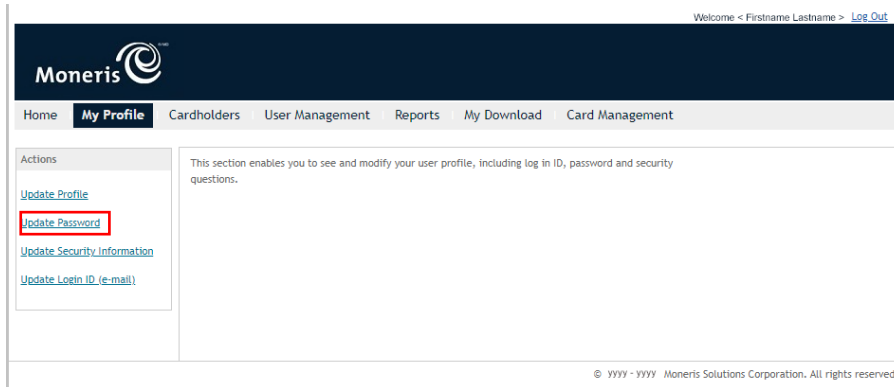 Welcome < Firstname Lastname > Log Out
Moneris
Home My Profile Cardholders User Management Reports My Download Card Management
Actions
Update Profile
Update Password
Update Security Information
Update Login ID (e-mail)
This section enables you to see and modify your user profile, including log in ID, password and security
questions.
© yyyy - yyyy Moneris Solutions Corporation. All rights reserved